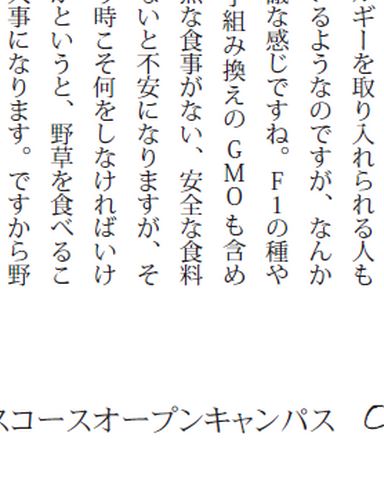 ルギーを取り入れられる人も
るようなのですが、なんか
議な感じですね。F1の種や
子組み換えのGMOも含め
な食事がない、安全な食料
ないと不安になりますが、そ
時こそ何をしなければいけ
というと、野草を食べるこ
事になります。ですから野
スコースオープンキャンパス